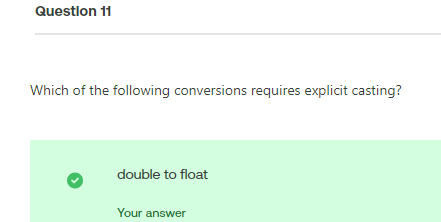 Question 11
Which of the following conversions requires explicit casting?
double to float
Your answer